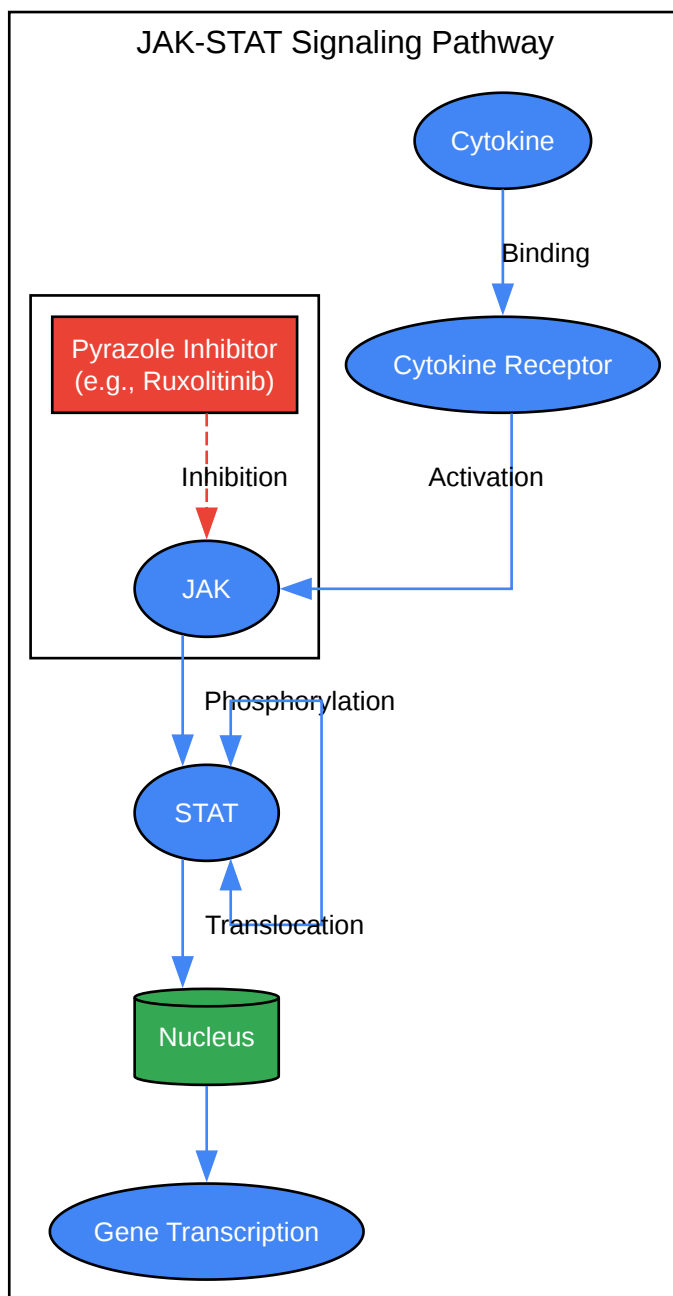 JAK-STAT Signaling Pathway
Cytokine
Binding
Pyrazole Inhibitor
(e.g., Ruxolitinib)
Cytokine Receptor
Inhibition
Activation
JAK
Phosphorylation
STAT
Translocation
Nucleus
Gene Transcription